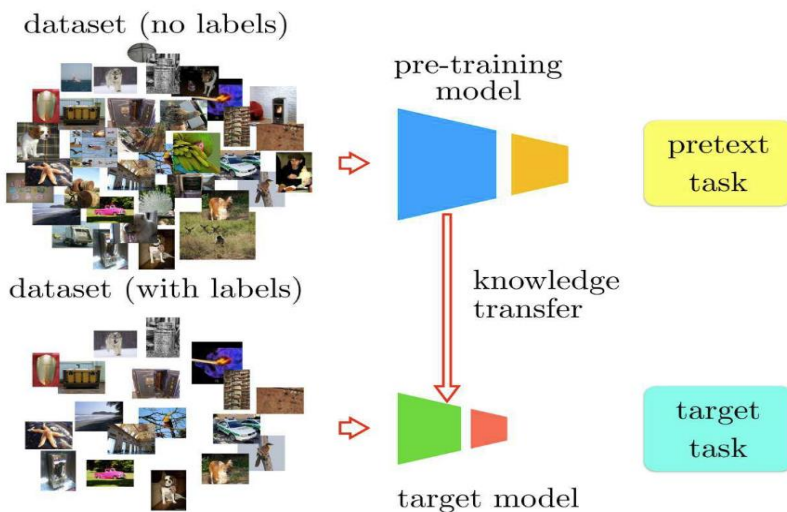 dataset (no labels)
pre-training
model
pretext
task
dataset (with labels)
knowledge
transfer
target
task
target model